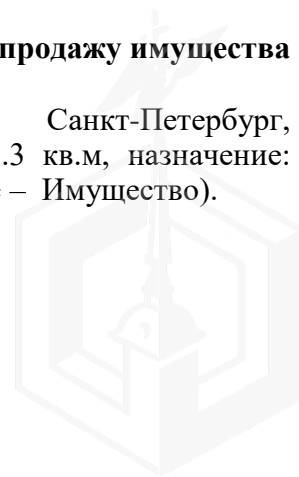 продажу имущества
Санкт-Петербург,
.3 кв.м, назначение:
– Имущество).